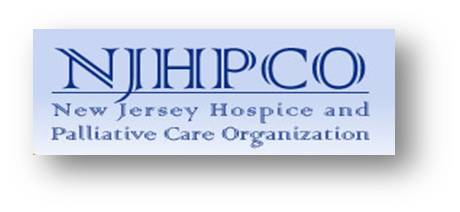 NJHPCO
New Jersey Hospice and
Palliative Care Organization